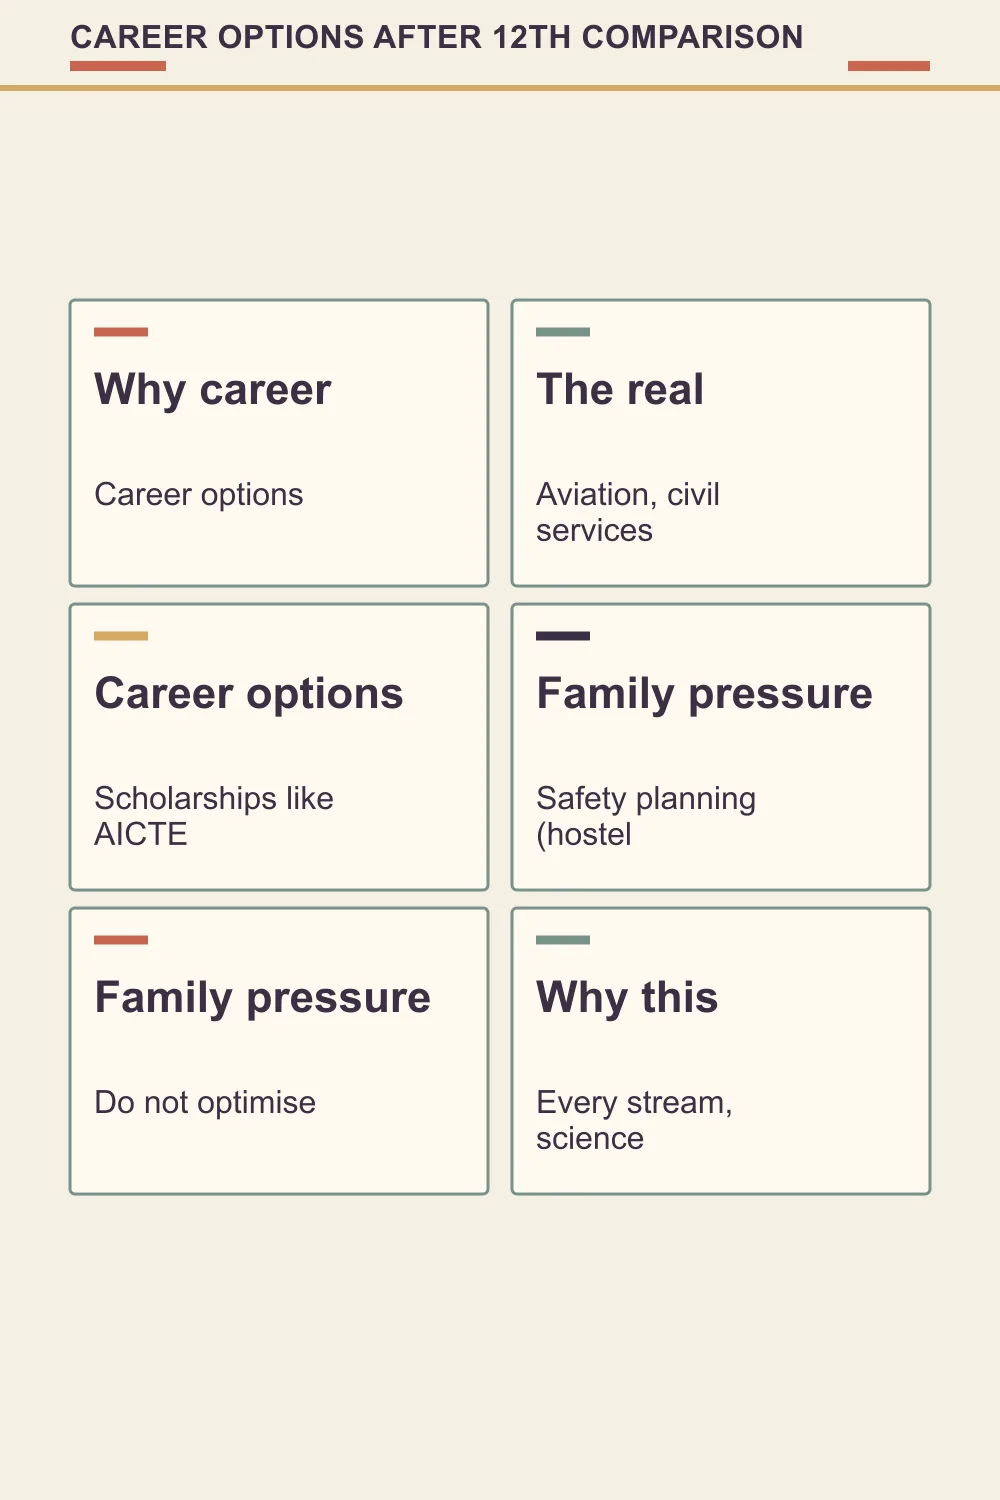 CAREER OPTIONS AFTER 12TH COMPARISON
Why career
Career options
The real
Aviation, civil
services
Career options
Scholarships like
AICTE
Family pressure
Safety planning
(hostel
Family pressure
Do not optimise
Why this
Every stream,
science